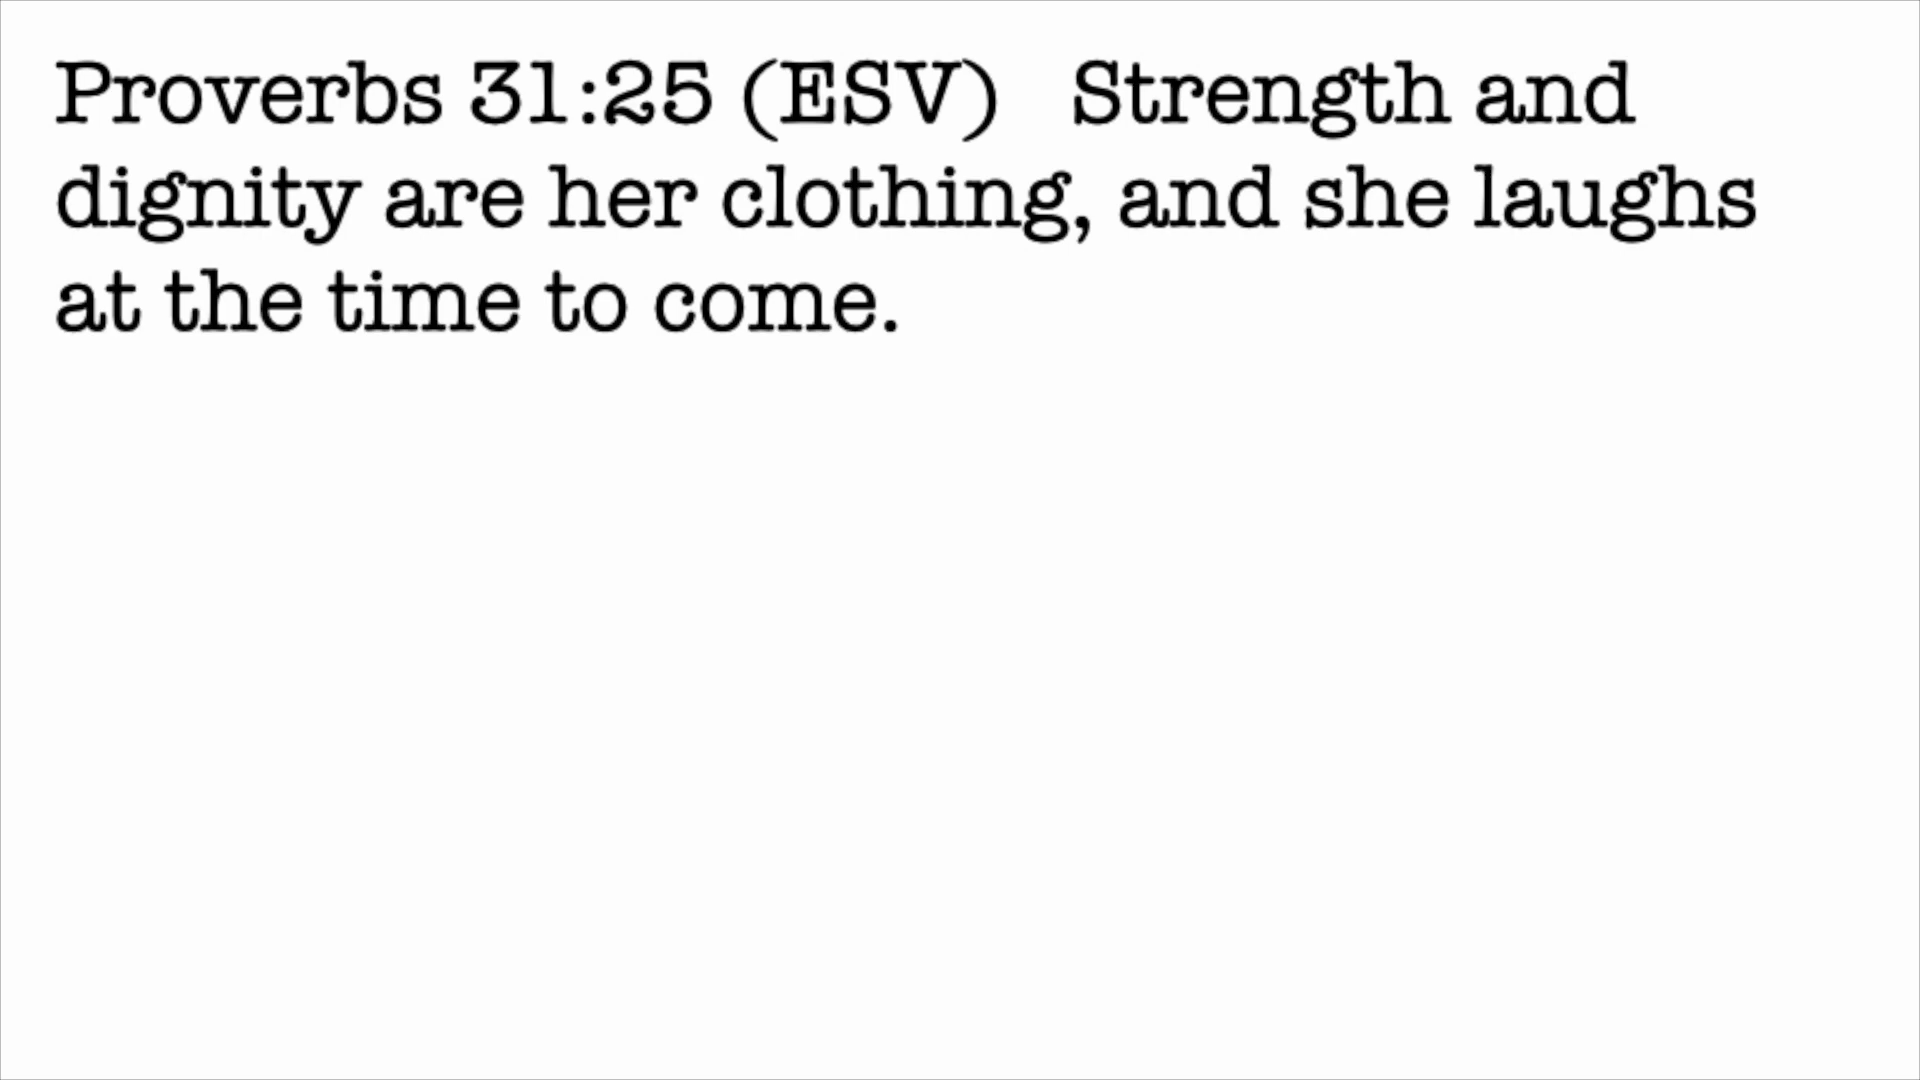 Proverbs 31:25 (ESV)   Strength and
dignity are her clothing, and she laughs
at the time to come.